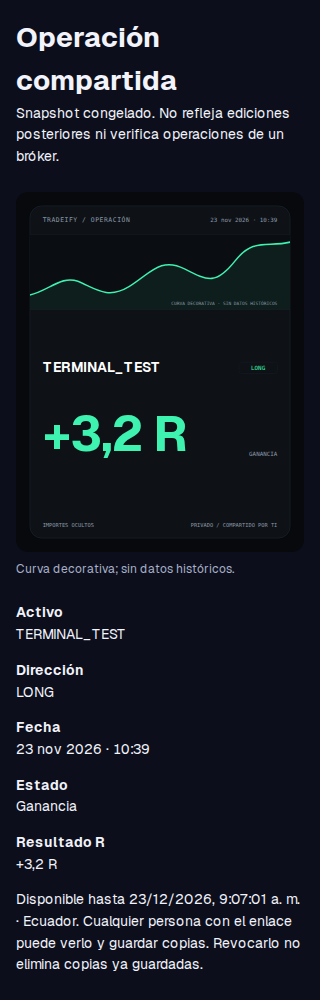 Operación
compartida
Snapshot congelado. No refleja ediciones
posteriores ni verifica operaciones de un
bróker.
TRADEIFY / OPERACIÓN
23 nov 2026 · 10:39
CURVA DECORATIVA · SIN DATOS HISTÓRICOS
TERMINAL_TEST
LONG
+3,2 R
GANANCIA
IMPORTES OCULTOS
PRIVADO / COMPARTIDO POR TI
Curva decorativa; sin datos históricos.
Activo
TERMINAL_TEST
Dirección
LONG
Fecha
23 nov 2026 · 10:39
Estado
Ganancia
Resultado R
+3,2 R
Disponible hasta 23/12/2026, 9:07:01 a. m.
· Ecuador. Cualquier persona con el enlace
puede verlo y guardar copias. Revocarlo no
elimina copias ya guardadas.